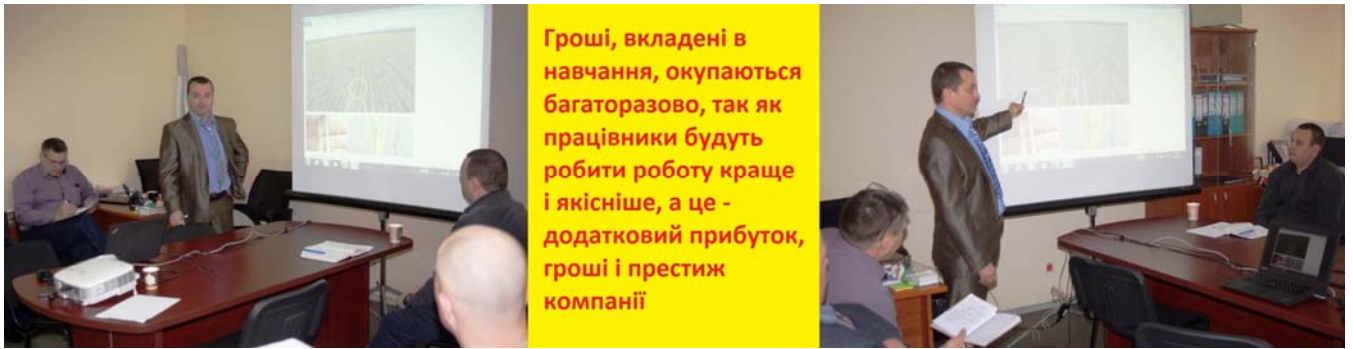 Гроші, вкладені в
навчання, окупаються
багаторазово, так як
працівники будуть
робити роботу краще
і якісніше, а це -
додатковий прибуток,
гроші і престиж
компанії